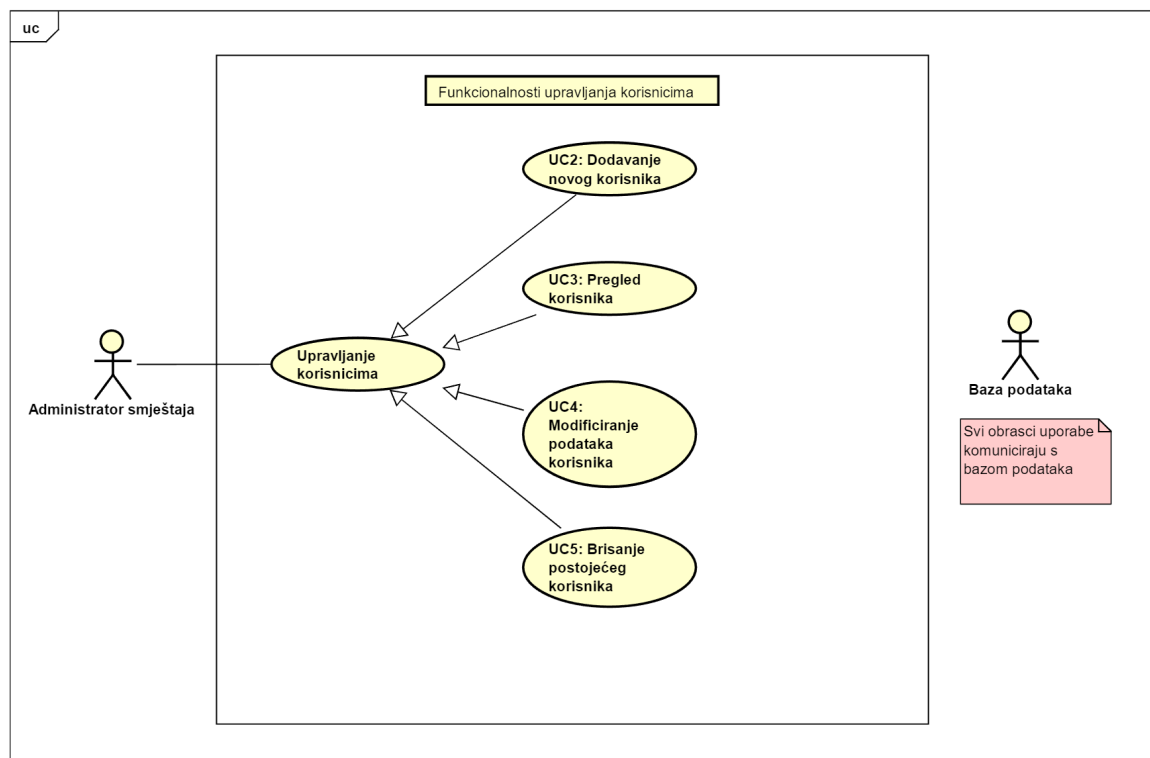 uc
Funkcionalnosti upravljanja korisnicima
UC2: Dodavanje
novog korisnika
UC3: Pregled
korisnika
Upravljanje
korisnicima
Administrator smještaja
UC4:
Modificiranje
podataka
korisnika
UC5: Brisanje
postojećeg
korisnika
Baza podataka
Svi obrasci uporabe
komuniciraju s
bazom podataka